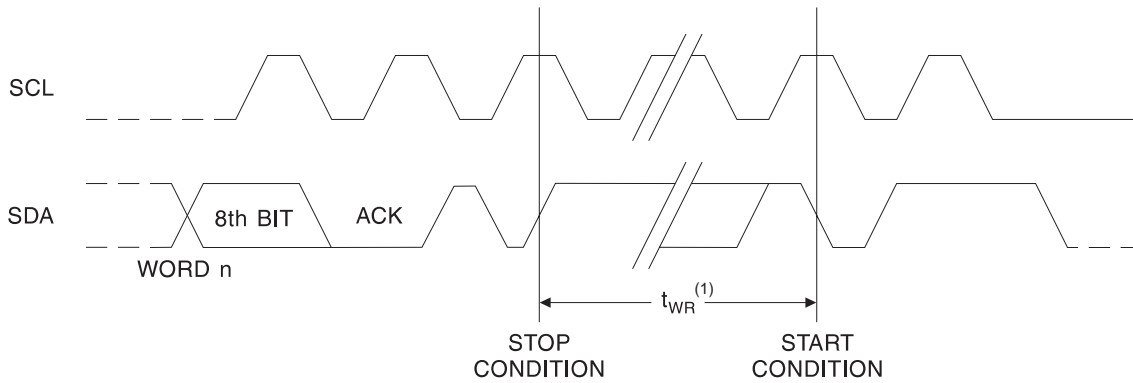 SCL
SDA
8th BIT
ACK
WORD n
tWR(1)
STOP
CONDITION
START
CONDITION